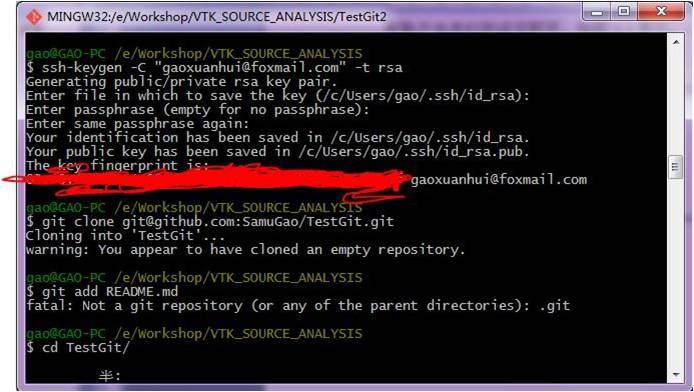 MINGW32:/e/Workshop/VTK_SOURCE_ANALYSIS/TestGit2
gao@GAO-PC /e/Workshop/VTK_SOURCE_ANALYSIS
$ ssh-keygen -C "gaoxuanhui@foxmail.com" -t rsa
Generating public/private rsa key pair.
Enter file in which to save the key (/c/Users/gao/.ssh/id_rsa):
Enter passphrase (empty for no passphrase):
Enter same passphrase again:
Your identification has been saved in /c/Users/gao/.ssh/id_rsa.
Your public key has been saved in /c/Users/gao/.ssh/id_rsa.pub.
The key fingerprint is:
gaoxuanhui@foxmail.com
gao@GAO-PC /e/Workshop/VTK_SOURCE_ANALYSIS
$ git clone git@github.com:SamuGao/TestGit.git
Cloning into 'TestGit'...
warning: You appear to have cloned an empty repository.
gao@GAO-PC /e/Workshop/VTK_SOURCE_ANALYSIS
$ git add README.md
fatal: Not a git repository (or any of the parent directories): .git
gao@GAO-PC /e/Workshop/VTK_SOURCE_ANALYSIS
$ cd TestGit/
半: